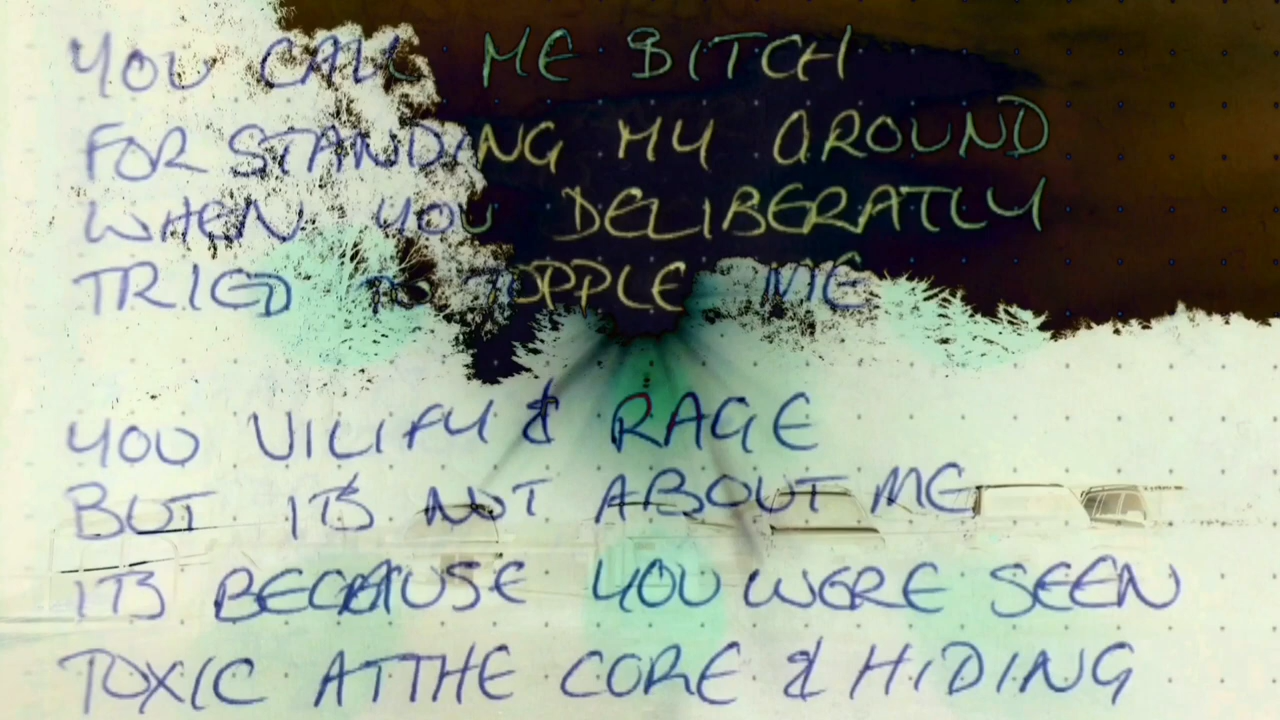 YOU CALL ME BITCH
FOR STANDING MY GROUND
WHEN YOU DELIBERATLY
TRIED TO TOPPLE ME
YOU VILIFY & RAGE
BUT IT'S NOT ABOUT ME
ITS BECAUSE YOU WERE SEEN
TOXIC AT THE CORE & HIDING